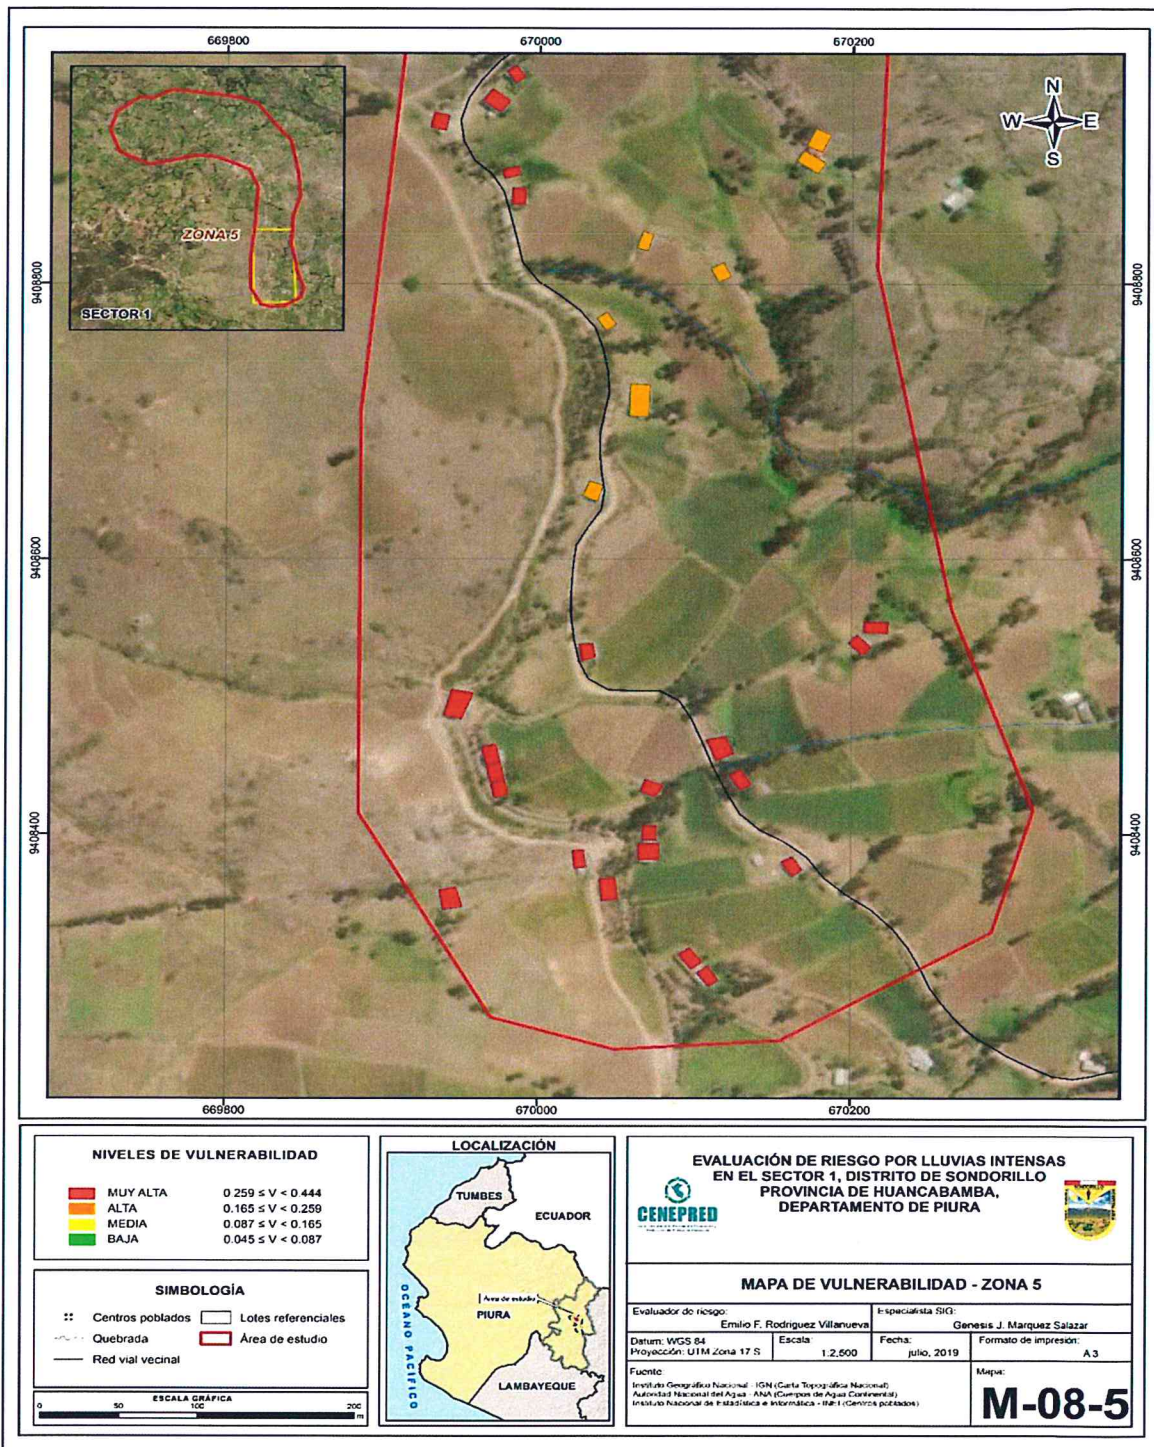 669800
670000
670200
N
W
E
S
ZONA 5
SECTOR 1
9408800
9408800
9408600
9408600
9408400
9408400
669800
670000
670200
NIVELES DE VULNERABILIDAD
MUY ALTA 0.259 ≤ V < 0.444
ALTA 0.165 ≤ V < 0.259
MEDIA 0.087 ≤ V < 0.165
BAJA 0.045 ≤ V < 0.087
SIMBOLOGÍA
Centros poblados
Lotes referenciales
Quebrada
Área de estudio
Red vial vecinal
ESCALA GRÁFICA
0 50 100 200
m
LOCALIZACIÓN
TUMBES
ECUADOR
Área de estudio
PIURA
OCÉANO PACÍFICO
LAMBAYEQUE
CENEPRED
EVALUACIÓN DE RIESGO POR LLUVIAS INTENSAS
EN EL SECTOR 1, DISTRITO DE SONDORILLO
PROVINCIA DE HUANCABAMBA,
DEPARTAMENTO DE PIURA
SONDORILLO
MAPA DE VULNERABILIDAD - ZONA 5
Evaluador de riesgo:
Emilio F. Rodriguez Villanueva
Especialista SIG:
Genesis J. Marquez Salazar
Datum: WGS 84
Proyección: UTM Zona 17 S
Escala:
1:2,500
Fecha:
julio, 2019
Formato de impresión:
A3
Fuente:
Instituto Geográfico Nacional - IGN (Carta Topográfica Nacional)
Autoridad Nacional del Agua - ANA (Cuerpos de Agua Continental)
Instituto Nacional de Estadística e Informática - INEI (Centros poblados)
Mapa:
M-08-5